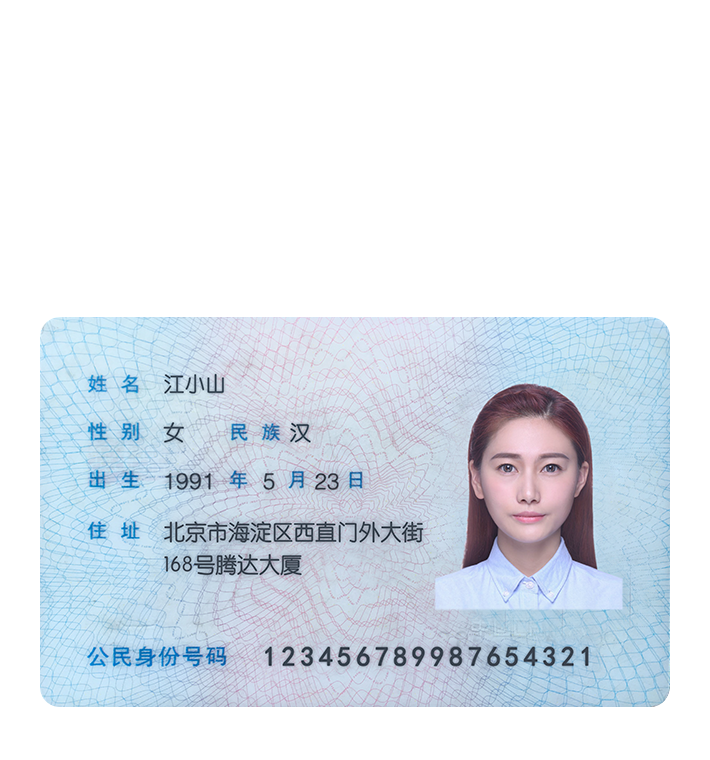 姓名 江小山
性别 女 民族 汉
出生 1991 年 5 月 23 日
住址 北京市海淀区西直门外大街
168号腾达大厦
公民身份号码 123456789987654321